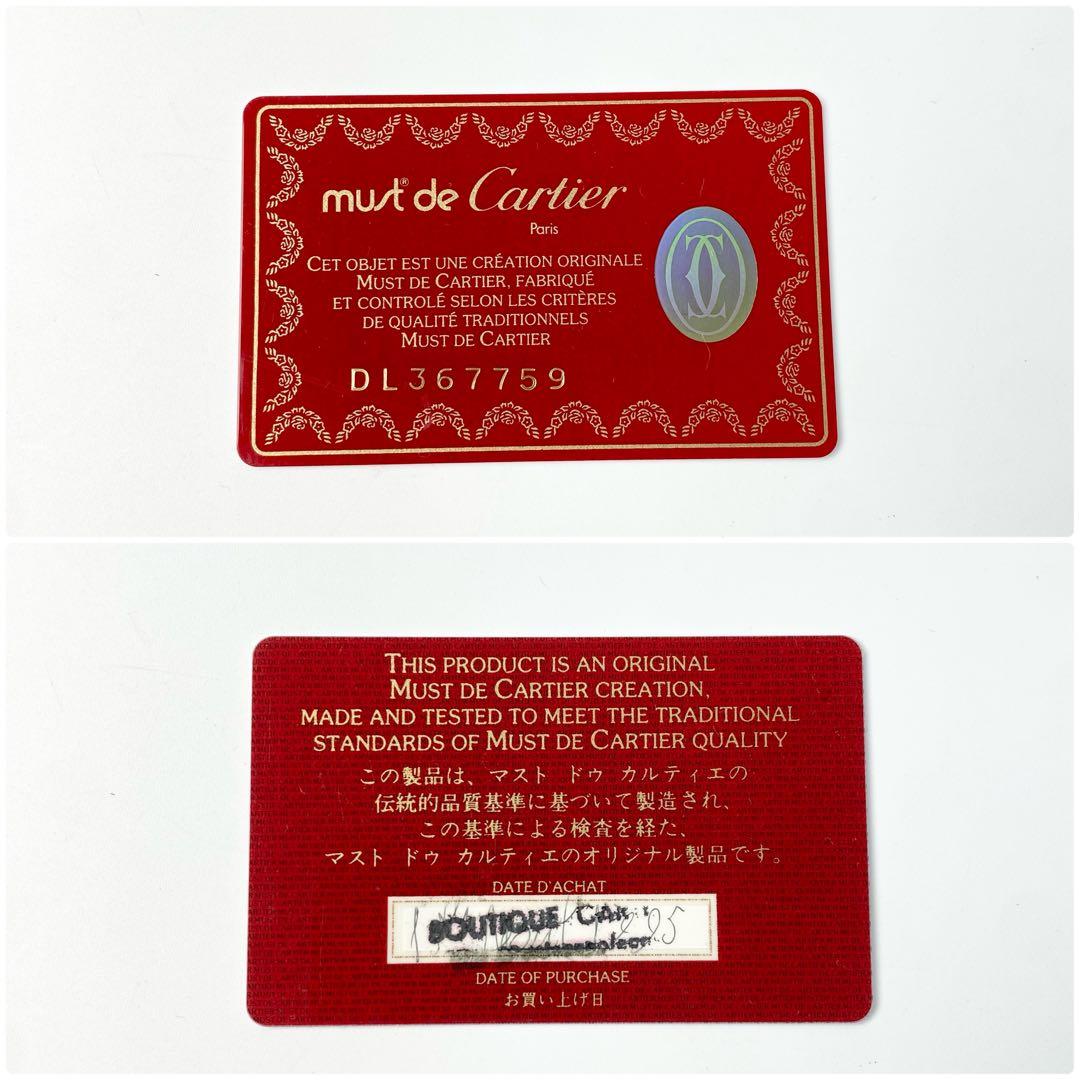 must® de Cartier
Paris
CET OBJET EST UNE CRÉATION ORIGINALE
MUST DE CARTIER, FABRIQUÉ
ET CONTROLÉ SELON LES CRITÈRES
DE QUALITÉ TRADITIONNELS
MUST DE CARTIER
DL367759
THIS PRODUCT IS AN ORIGINAL
MUST DE CARTIER CREATION,
MADE AND TESTED TO MEET THE TRADITIONAL
STANDARDS OF MUST DE CARTIER QUALITY
この製品は、マスト ドゥ カルティエの
伝統的品質基準に基づいて製造され、
この基準による検査を経た、
マスト ドゥ カルティエのオリジナル製品です。
DATE D'ACHAT
BOUTIQUE
DATE OF PURCHASE
お買い上げ日